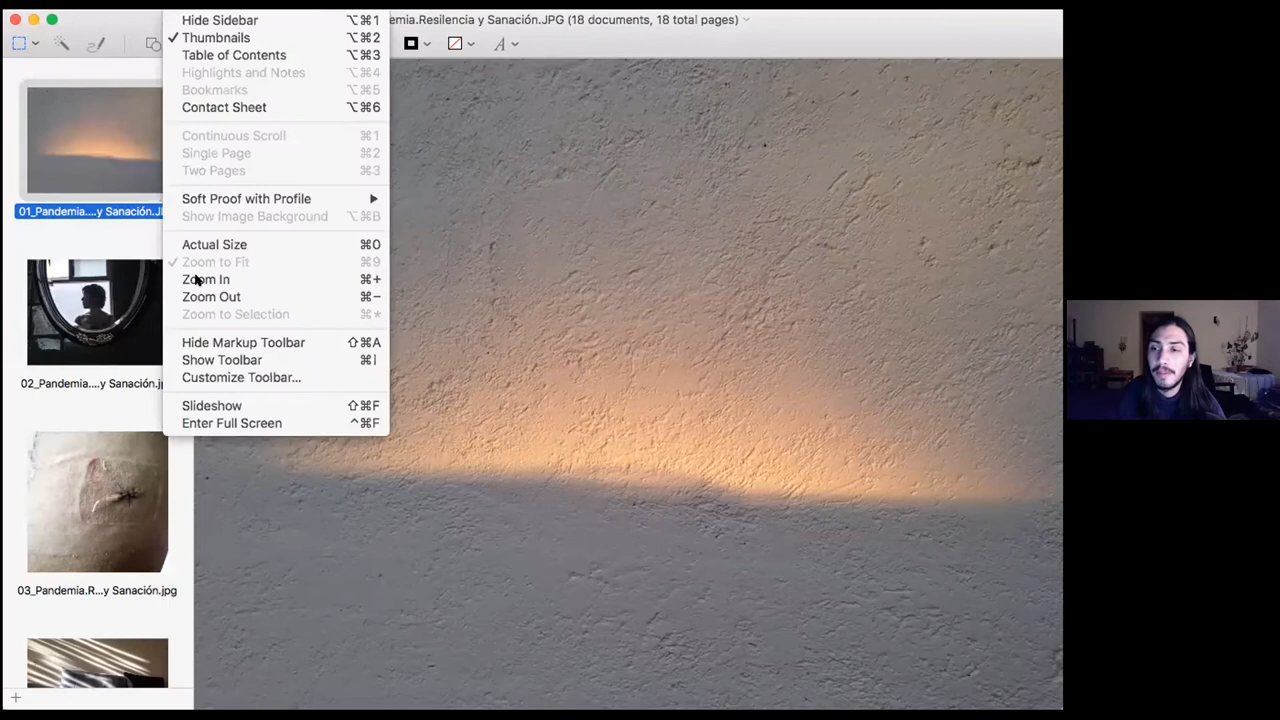 emia.Resilencia y Sanación.JPG (18 documents, 18 total pages)
Hide Sidebar ⌥⌘1
✓ Thumbnails ⌥⌘2
Table of Contents ⌥⌘3
Highlights and Notes ⌥⌘4
Bookmarks ⌥⌘5
Contact Sheet ⌥⌘6
Continuous Scroll ⌘1
Single Page ⌘2
Two Pages ⌘3
Soft Proof with Profile ▶
Show Image Background ⌥⌘B
Actual Size ⌘0
✓ Zoom to Fit ⌘9
Zoom In ⌘+
Zoom Out ⌘−
Zoom to Selection ⌘*
Hide Markup Toolbar ⇧⌘A
Show Toolbar ⌘|
Customize Toolbar...
Slideshow ⇧⌘F
Enter Full Screen ^⌘F
A
01_Pandemia....y Sanación.J
02_Pandemia....y Sanación.jp
03_Pandemia.R...y Sanación.jpg